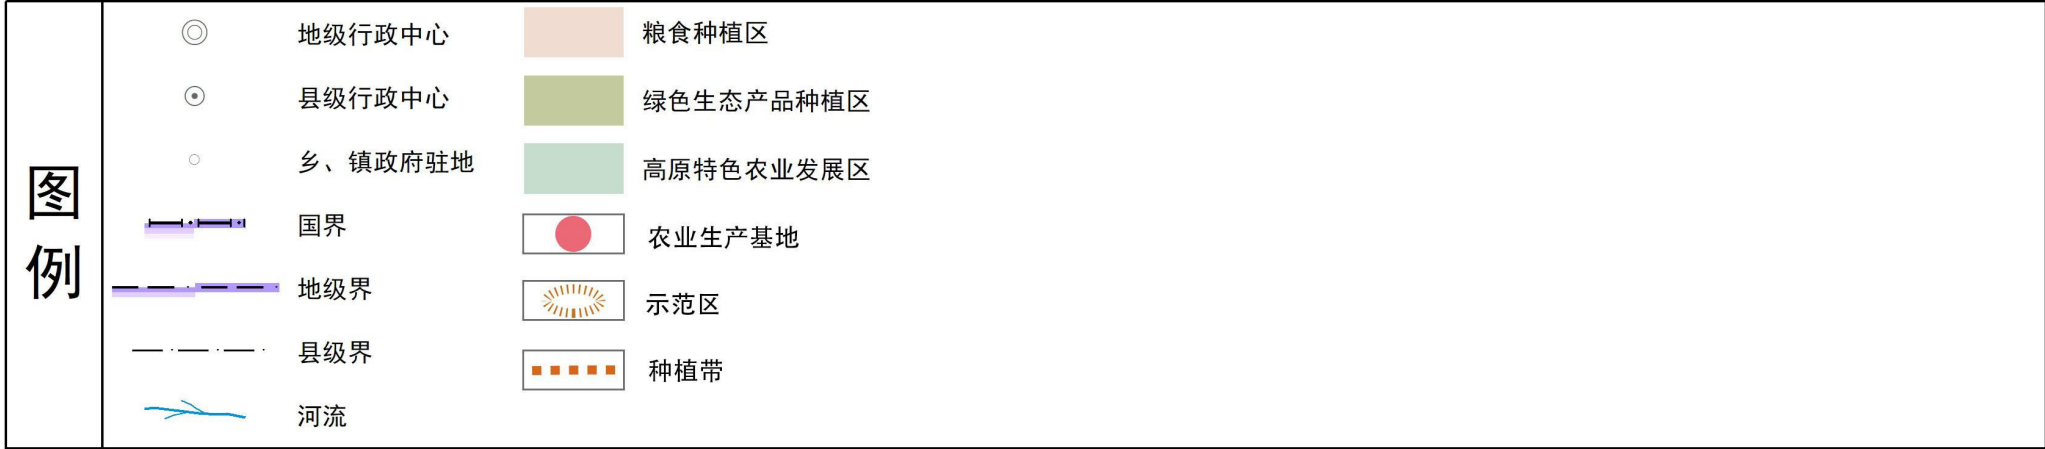 图例
地级行政中心
县级行政中心
乡、镇政府驻地
国界
地级界
县级界
河流
粮食种植区
绿色生态产品种植区
高原特色农业发展区
农业生产基地
示范区
种植带